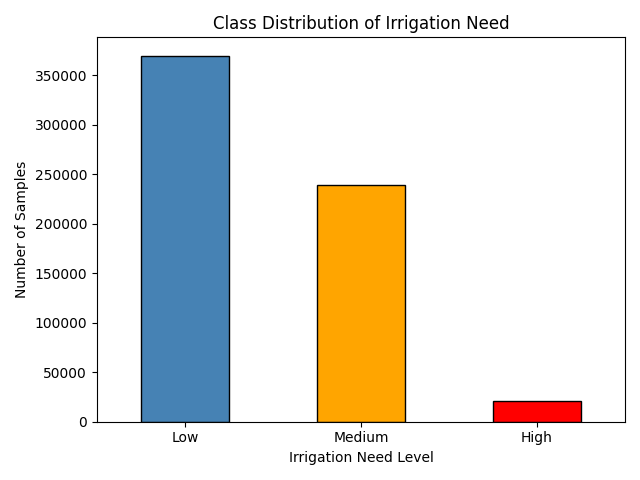 Class Distribution of Irrigation Need
Number of Samples
350000
300000
250000
200000
150000
100000
50000
0
Low Medium High
Irrigation Need Level